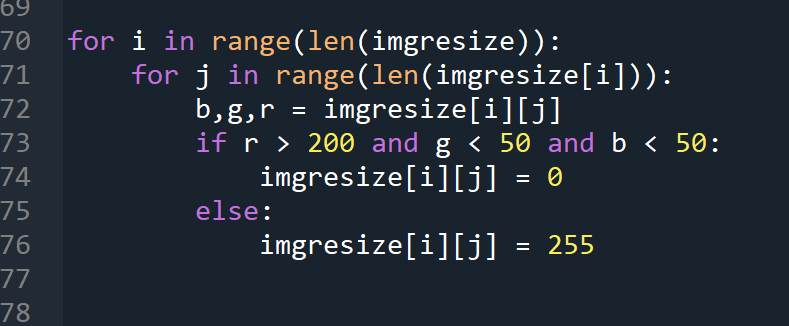 69
70 for i in range(len(imgresize)):
71     for j in range(len(imgresize[i])):
72         b,g,r = imgresize[i][j]
73         if r > 200 and g < 50 and b < 50:
74             imgresize[i][j] = 0
75         else:
76             imgresize[i][j] = 255
77
78